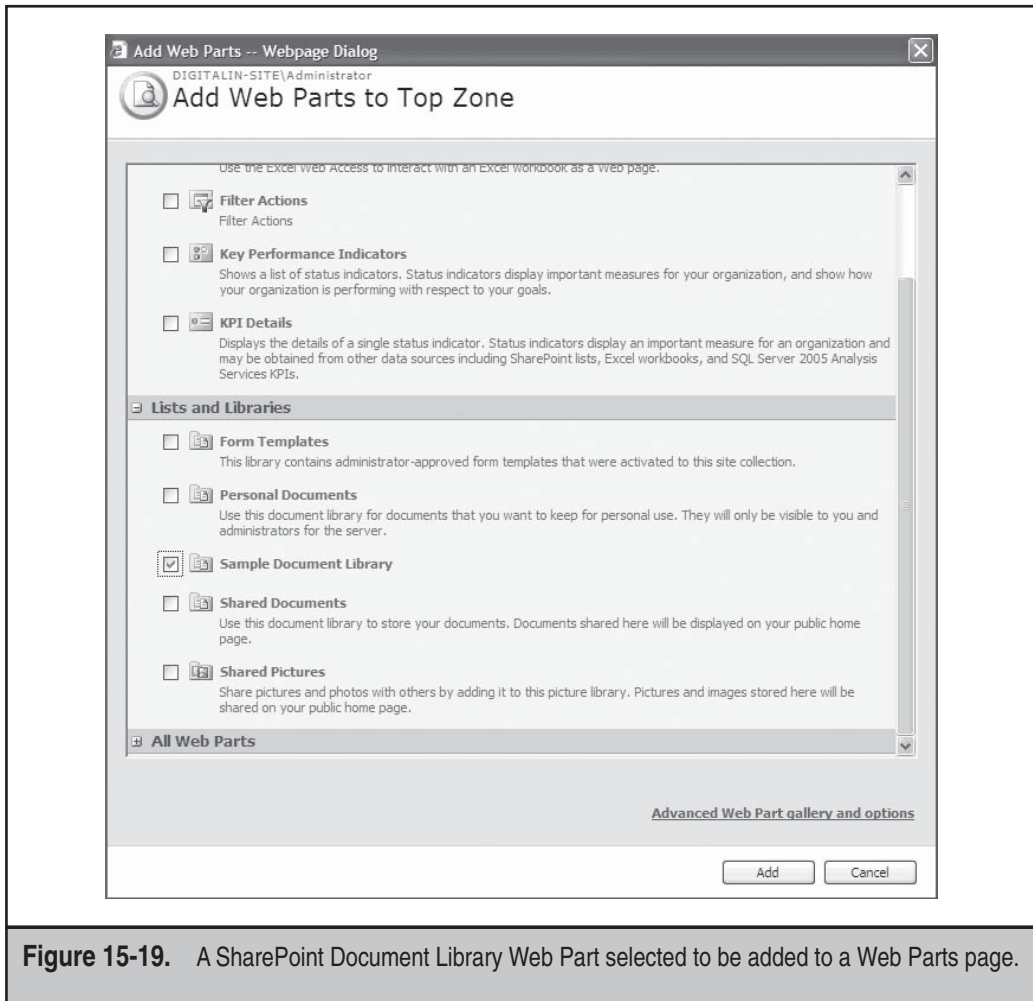 Add Web Parts -- Webpage Dialog
DIGITALIN-SITE\Administrator
Add Web Parts to Top Zone
Use the Excel Web Access to interact with an Excel workbook as a Web page.
Filter Actions
Filter Actions
Key Performance Indicators
Shows a list of status indicators. Status indicators display important measures for your organization, and show how
your organization is performing with respect to your goals.
KPI Details
Displays the details of a single status indicator. Status indicators display an important measure for an organization and
may be obtained from other data sources including SharePoint lists, Excel workbooks, and SQL Server 2005 Analysis
Services KPIs.
Lists and Libraries
Form Templates
This library contains administrator-approved form templates that were activated to this site collection.
Personal Documents
Use this document library for documents that you want to keep for personal use. They will only be visible to you and
administrators for the server.
Sample Document Library
Shared Documents
Use this document library to store your documents. Documents shared here will be displayed on your public home
page.
Shared Pictures
Share pictures and photos with others by adding it to this picture library. Pictures and images stored here will be
shared on your public home page.
All Web Parts
Advanced Web Part gallery and options
Add Cancel
Figure 15-19. A SharePoint Document Library Web Part selected to be added to a Web Parts page.